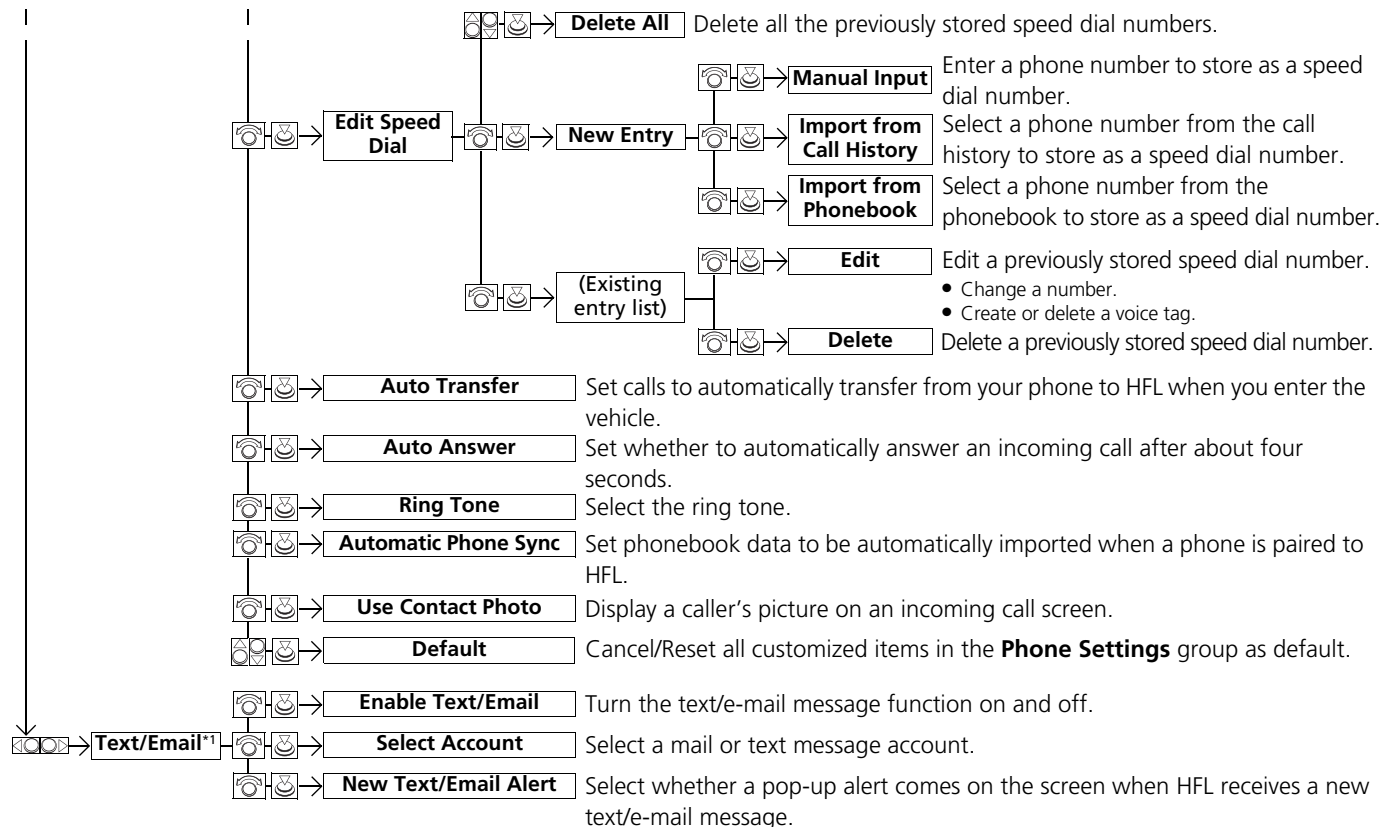 Delete All Delete all the previously stored speed dial numbers.
Edit Speed
Dial
New Entry
Manual Input Enter a phone number to store as a speed
dial number.
Import from
Call History Select a phone number from the call
history to store as a speed dial number.
Import from
Phonebook Select a phone number from the
phonebook to store as a speed dial number.
(Existing
entry list)
Edit Edit a previously stored speed dial number.
● Change a number.
● Create or delete a voice tag.
Delete Delete a previously stored speed dial number.
Auto Transfer Set calls to automatically transfer from your phone to HFL when you enter the
vehicle.
Auto Answer Set whether to automatically answer an incoming call after about four
seconds.
Ring Tone Select the ring tone.
Automatic Phone Sync Set phonebook data to be automatically imported when a phone is paired to
HFL.
Use Contact Photo Display a caller's picture on an incoming call screen.
Default Cancel/Reset all customized items in the Phone Settings group as default.
Enable Text/Email Turn the text/e-mail message function on and off.
Text/Email*1 Select Account Select a mail or text message account.
New Text/Email Alert Select whether a pop-up alert comes on the screen when HFL receives a new
text/e-mail message.